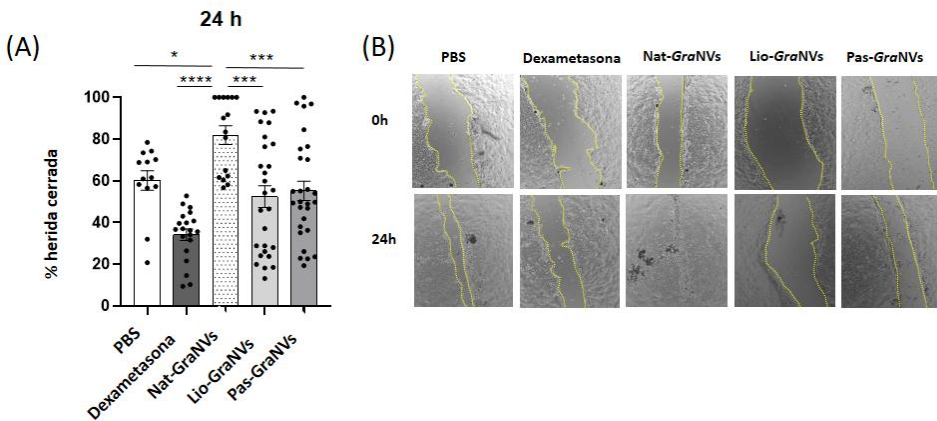 24 h
(A)
* ***
**** ***
100
80
60
40
20
0
% herida cerrada
PBS
Dexametasona
Nat-GraNVs
Lio-GraNVs
Pas-GraNVs
(B)
PBS Dexametasona Nat-GraNVs Lio-GraNVs Pas-GraNVs
0h
24h